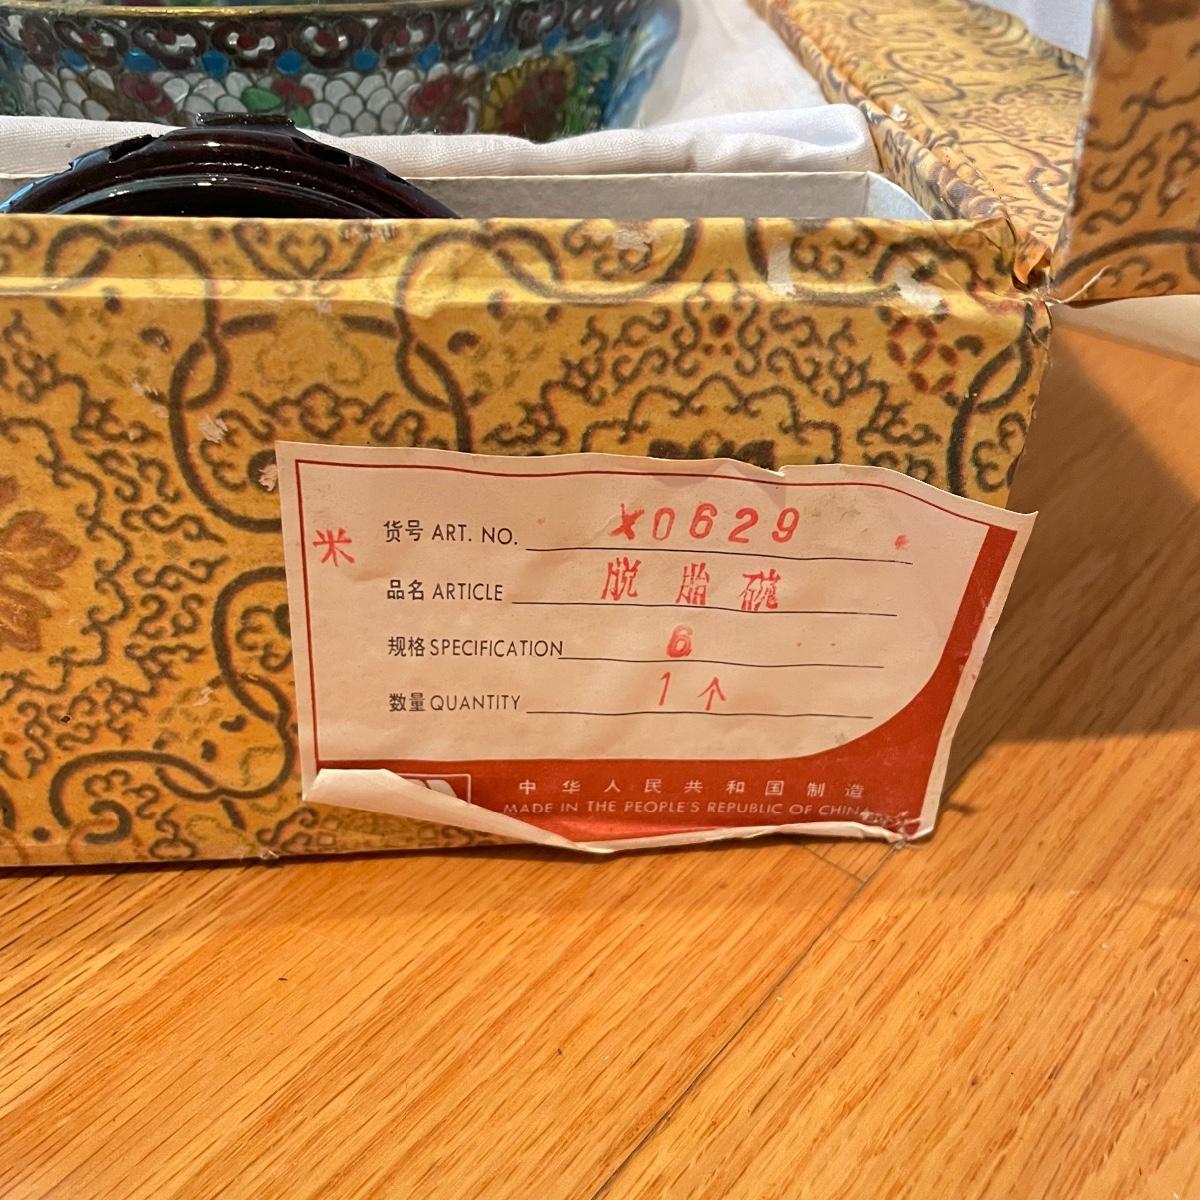 米
货号 ART. NO. X0629
品名 ARTICLE 脱胎碗
规格 SPECIFICATION 6
数量 QUANTITY 1个
中华人民共和国制造
MADE IN THE PEOPLE'S REPUBLIC OF CHINA